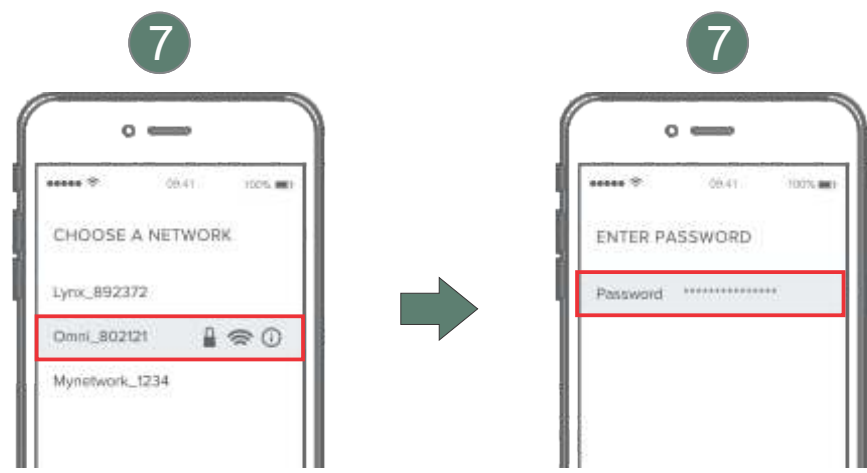 7
09:41
100%
CHOOSE A NETWORK
Lynx_892372
Omni_802121
Mynetwork_1234
7
09:41
100%
ENTER PASSWORD
Password **************